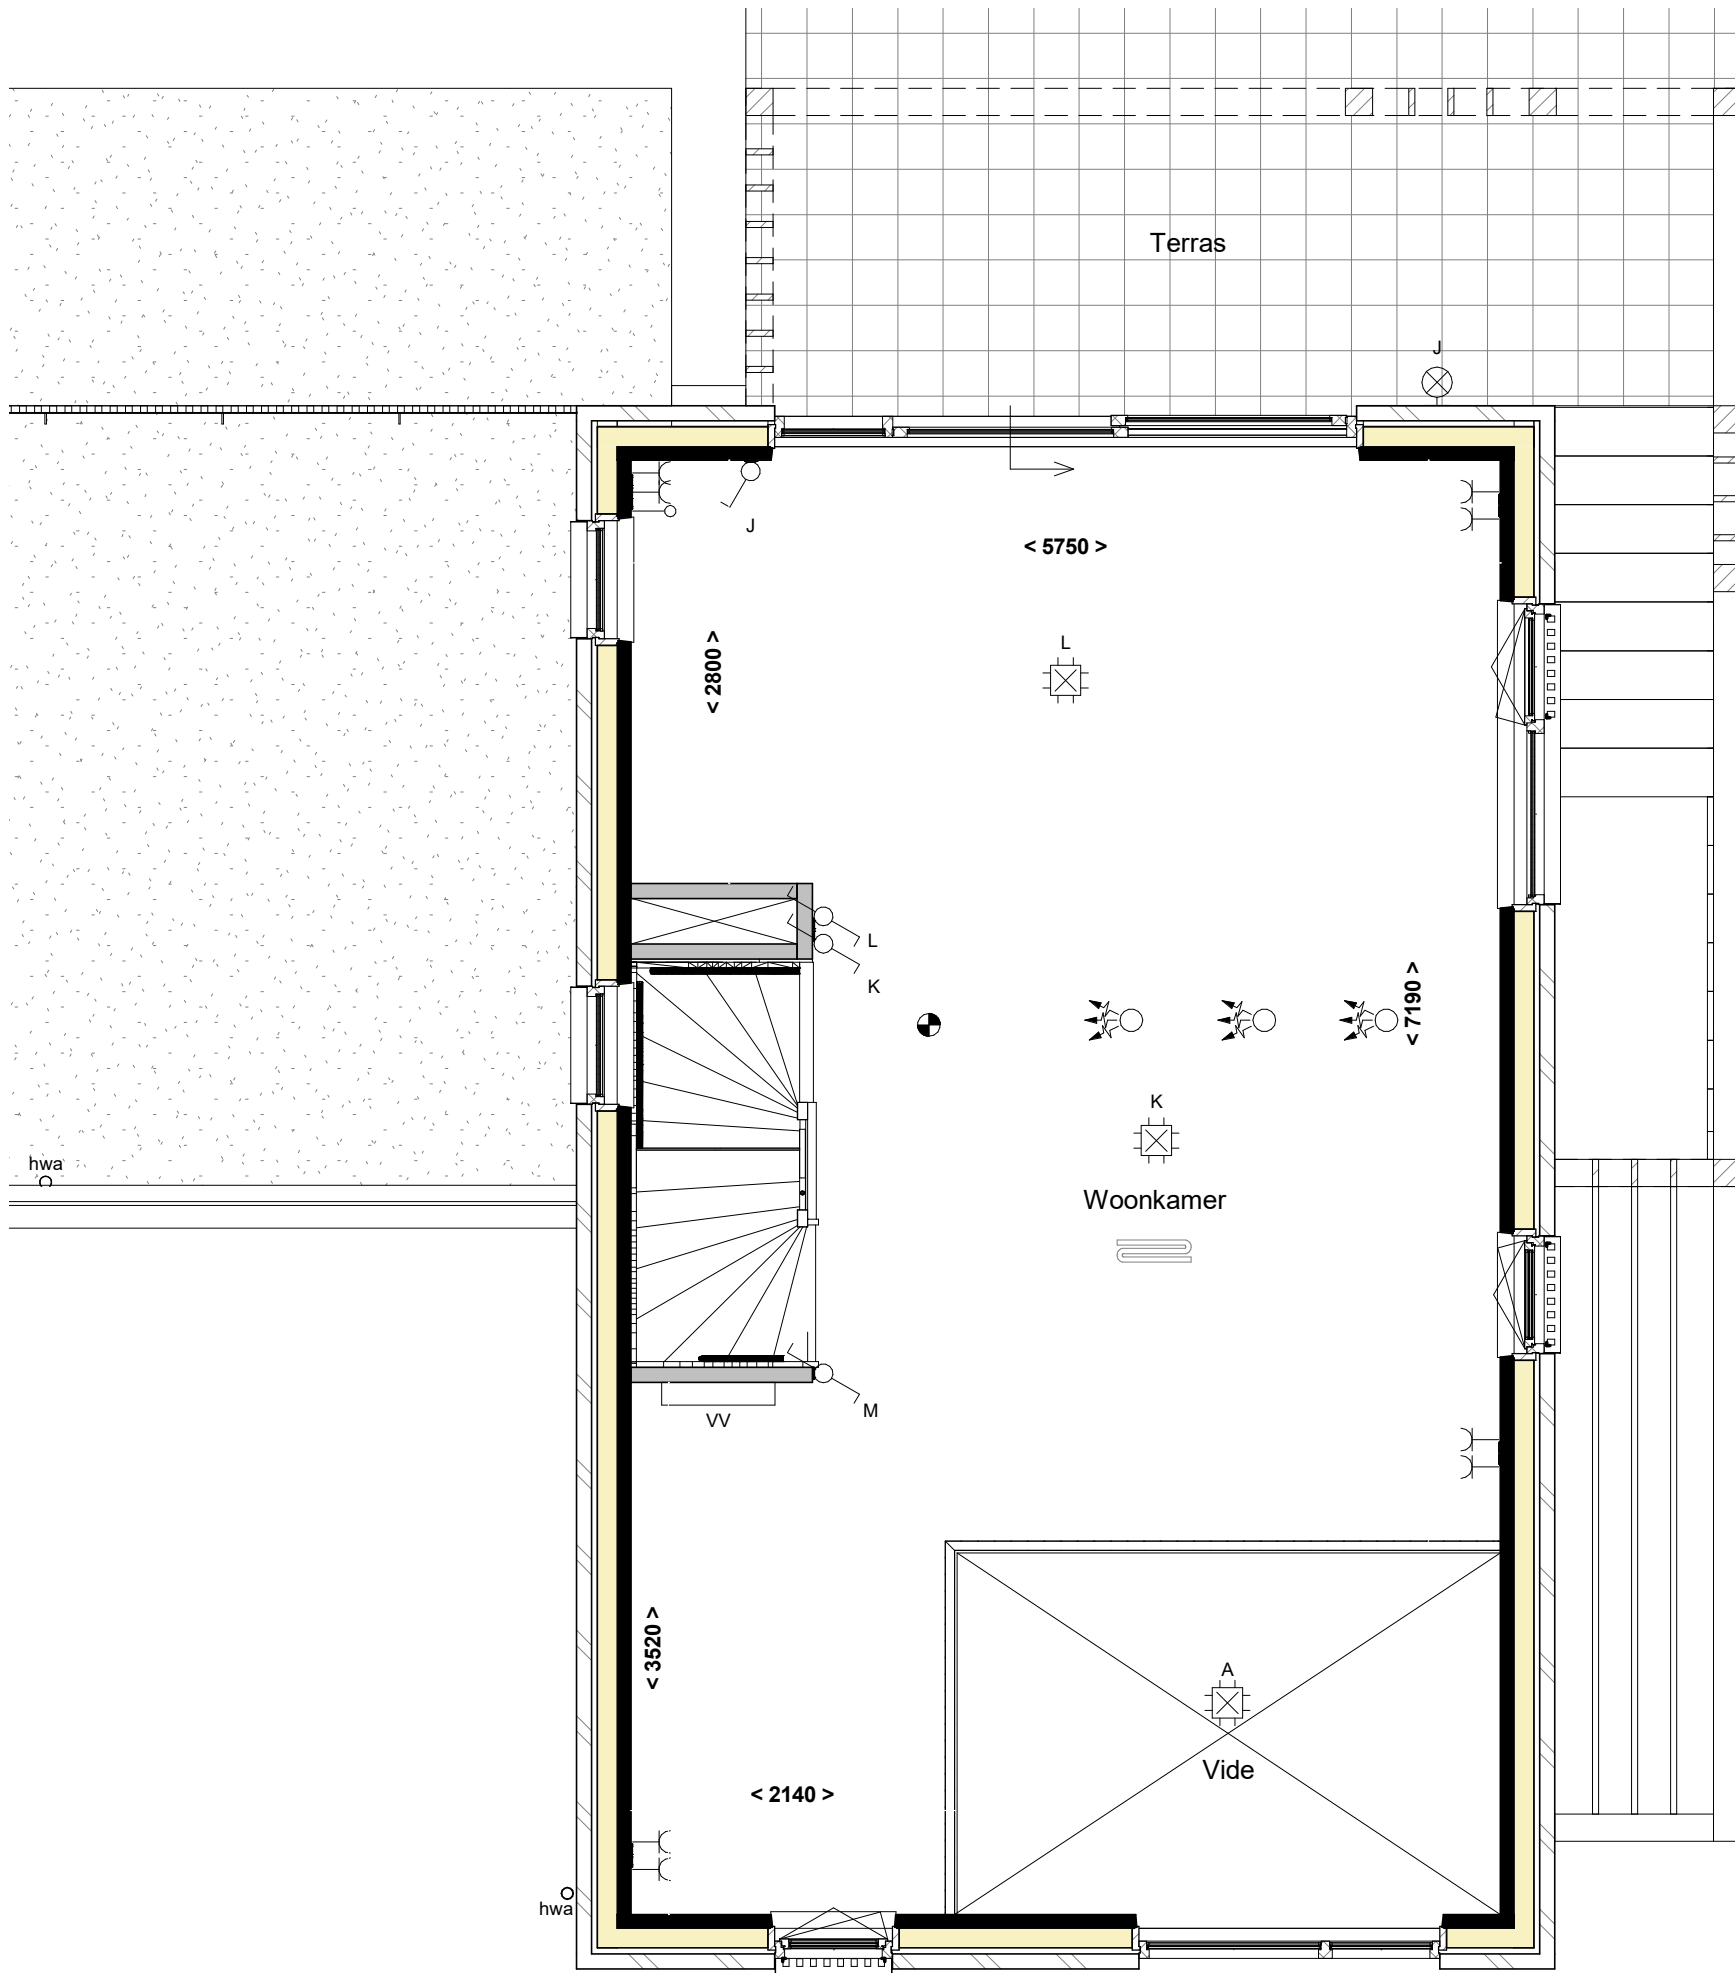 Terras
J
J
< 5750 >
< 2800 >
L
L
K
< 7190 >
K
hwa
Woonkamer
M
VV
< 3520 >
A
Vide
< 2140 >
hwa